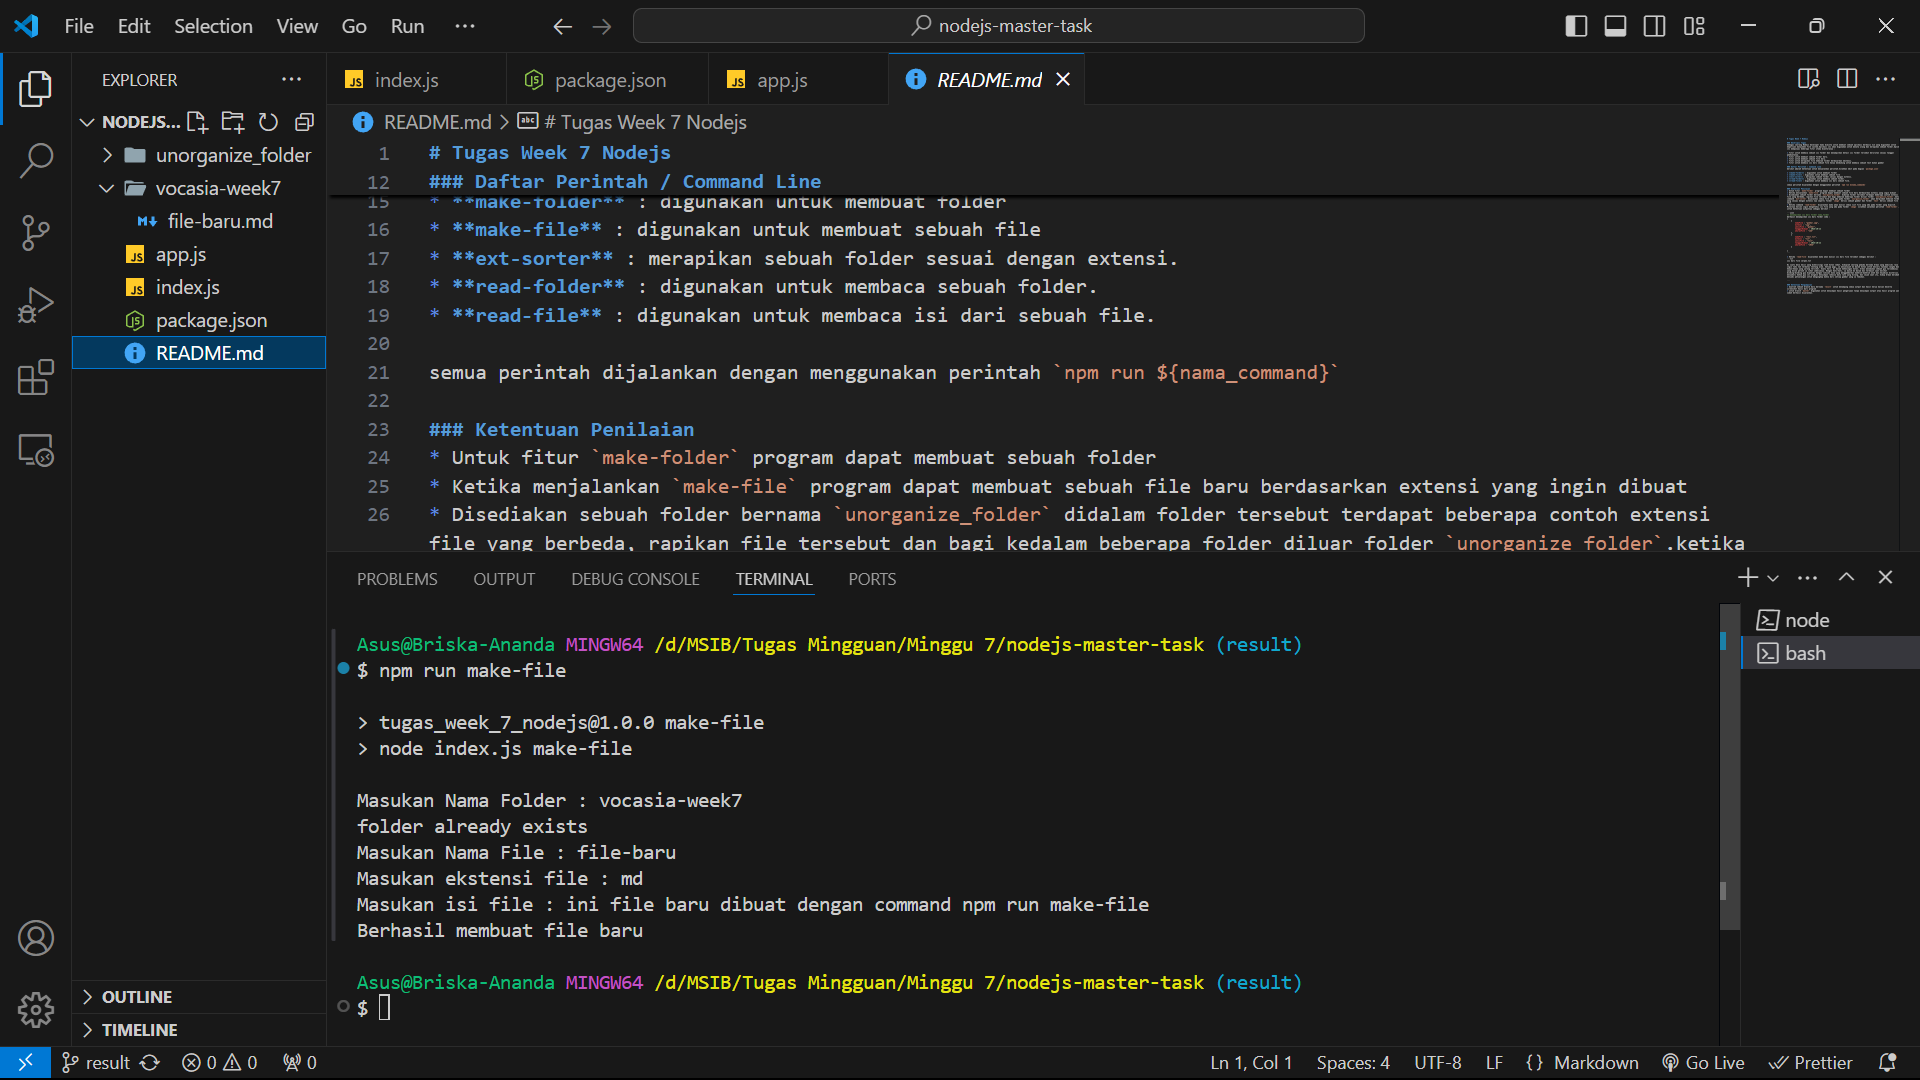 File Edit Selection View Go Run ···
nodejs-master-task
EXPLORER
NODEJS...
unorganize_folder
vocasia-week7
file-baru.md
app.js
index.js
package.json
README.md
OUTLINE
TIMELINE
index.js
package.json
app.js
README.md
README.md > # Tugas Week 7 Nodejs
1 # Tugas Week 7 Nodejs
12 ### Daftar Perintah / Command Line
15 * **make-folder** : digunakan untuk membuat folder
16 * **make-file** : digunakan untuk membuat sebuah file
17 * **ext-sorter** : merapikan sebuah folder sesuai dengan extensi.
18 * **read-folder** : digunakan untuk membaca sebuah folder.
19 * **read-file** : digunakan untuk membaca isi dari sebuah file.
20
21 semua perintah dijalankan dengan menggunakan perintah `npm run ${nama_command}`
22
23 ### Ketentuan Penilaian
24 * Untuk fitur `make-folder` program dapat membuat sebuah folder
25 * Ketika menjalankan `make-file` program dapat membuat sebuah file baru berdasarkan extensi yang ingin dibuat
26 * Disediakan sebuah folder bernama `unorganize_folder` didalam folder tersebut terdapat beberapa contoh extensi
file yang berbeda, rapikan file tersebut dan bagi kedalam beberapa folder diluar folder `unorganize_folder`.ketika
PROBLEMS OUTPUT DEBUG CONSOLE TERMINAL PORTS
Asus@Briska-Ananda MINGW64 /d/MSIB/Tugas Mingguan/Minggu 7/nodejs-master-task (result)
$ npm run make-file
> tugas_week_7_nodejs@1.0.0 make-file
> node index.js make-file
Masukan Nama Folder : vocasia-week7
folder already exists
Masukan Nama File : file-baru
Masukan ekstensi file : md
Masukan isi file : ini file baru dibuat dengan command npm run make-file
Berhasil membuat file baru
Asus@Briska-Ananda MINGW64 /d/MSIB/Tugas Mingguan/Minggu 7/nodejs-master-task (result)
$
node
bash
result 0 0 0
Ln 1, Col 1 Spaces: 4 UTF-8 LF {} Markdown Go Live Prettier